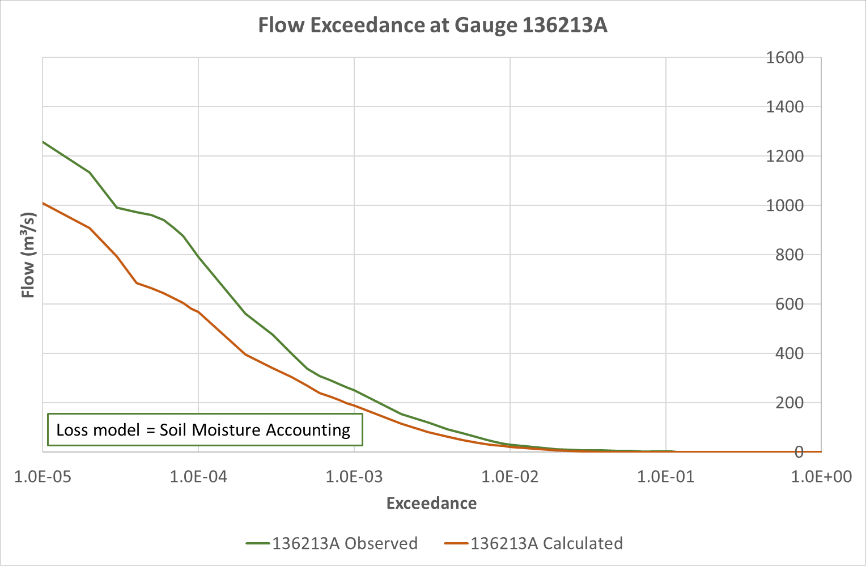 Flow Exceedance at Gauge 136213A
1600
1400
1200
1000
800
600
400
200
0
Flow (m³/s)
Loss model = Soil Moisture Accounting
1.0E-05 1.0E-04 1.0E-03 1.0E-02 1.0E-01 1.0E+00
Exceedance
136213A Observed 136213A Calculated